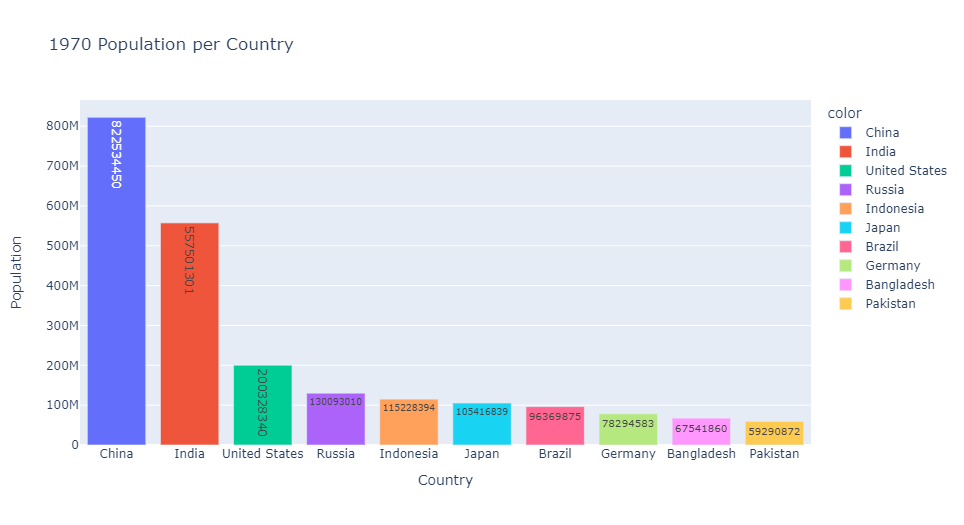 1970 Population per Country
color
China
India
United States
Russia
Indonesia
Japan
Brazil
Germany
Bangladesh
Pakistan
Population
800M
700M
600M
500M
400M
300M
200M
100M
0
822534450
557501301
200328340
130093010
115228394
105416839
96369875
78294583
67541860
59290872
China India United States Russia Indonesia Japan Brazil Germany Bangladesh Pakistan
Country